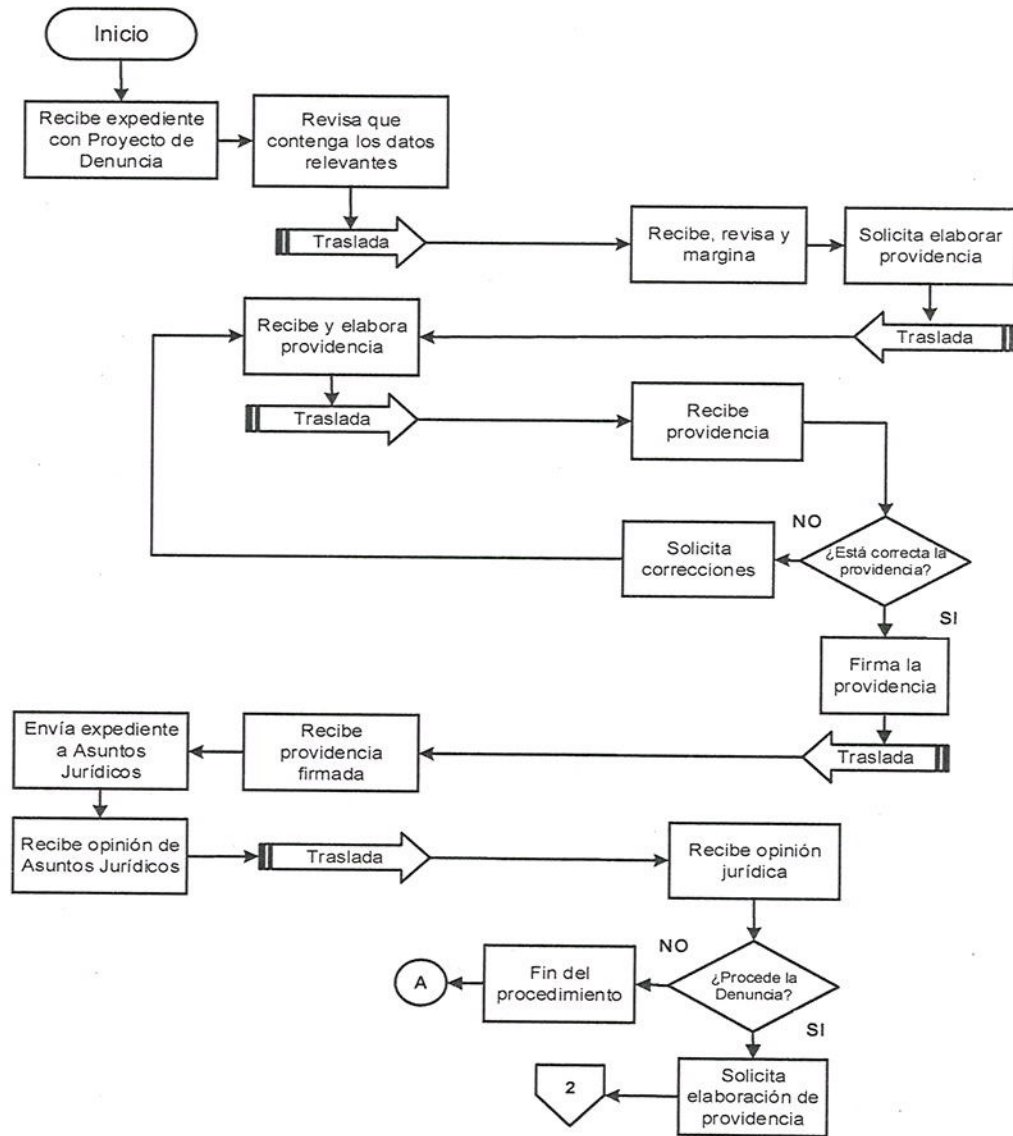 Inicio
Recibe expediente
con Proyecto de
Denuncia
Revisa que
contenga los datos
relevantes
Traslada
Recibe, revisa y
margina
Solicita elaborar
providencia
Traslada
Recibe y elabora
providencia
Traslada
Recibe
providencia
NO
¿Está correcta la
providencia?
Solicita
correcciones
SI
Firma la
providencia
Traslada
Recibe
providencia
firmada
Envía expediente
a Asuntos
Jurídicos
Recibe opinión de
Asuntos Jurídicos
Traslada
Recibe opinión
jurídica
NO
¿Procede la
Denuncia?
Fin del
procedimiento
A
SI
Solicita
elaboración de
providencia
2